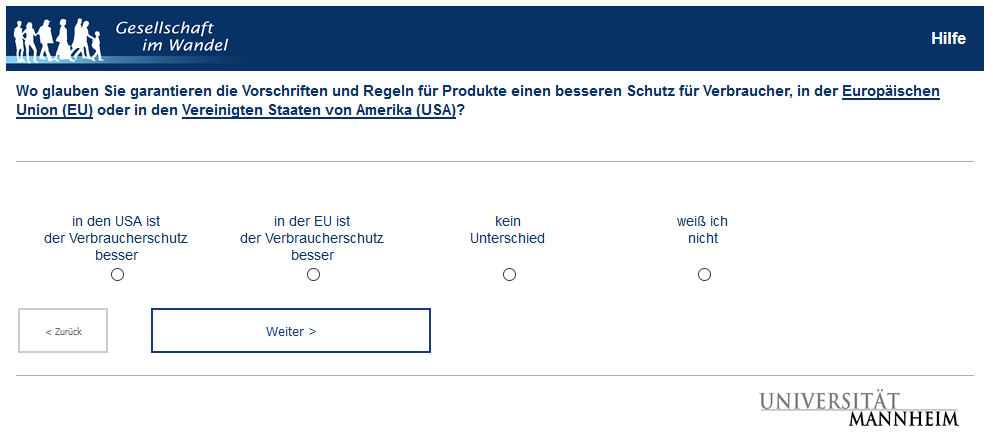 Gesellschaft
im Wandel
Hilfe
Wo glauben Sie garantieren die Vorschriften und Regeln für Produkte einen besseren Schutz für Verbraucher, in der Europäischen
Union (EU) oder in den Vereinigten Staaten von Amerika (USA)?
in den USA ist
der Verbraucherschutz
besser
in der EU ist
der Verbraucherschutz
besser
kein
Unterschied
weiß ich
nicht
< Zurück
Weiter >
UNIVERSITÄT
MANNHEIM